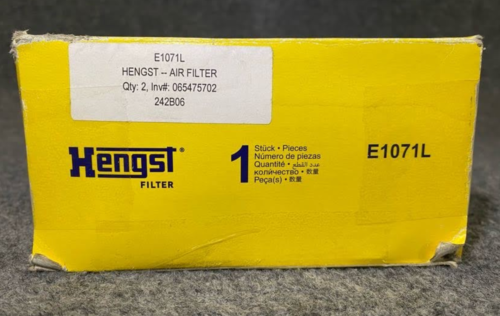 E1071L
HENGST -- AIR FILTER
Qty: 2, Inv#: 065475702
242B06
Hengst
FILTER
1
Stück • Pieces
Número de piezas
Quantité • عدد القطع
количество • 数量
Peça(s) • 数量
E1071L